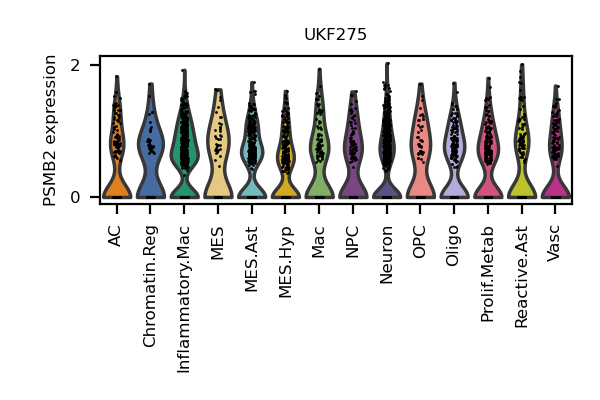 UKF275
PSMB2 expression
2
0
AC
Chromatin.Reg
Inflammatory.Mac
MES
MES.Ast
MES.Hyp
Mac
NPC
Neuron
OPC
Oligo
Prolif.Metab
Reactive.Ast
Vasc